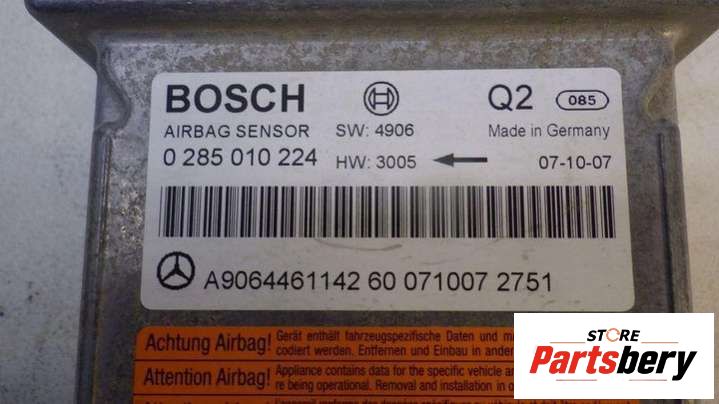 BOSCH Q2 085
AIRBAG SENSOR SW: 4906 Made in Germany
0 285 010 224 HW: 3005 07-10-07
A9064461142 60 071007 2751
Achtung Airbag! Gerät enthält fahrzeugspezifische Daten und m
codiert werden. Entfernen und Einbau in ander
Attention Airbag! Appliance contains data for the specific vehicle ar
re being operational. Removal and installation in o
STORE
Partsbery